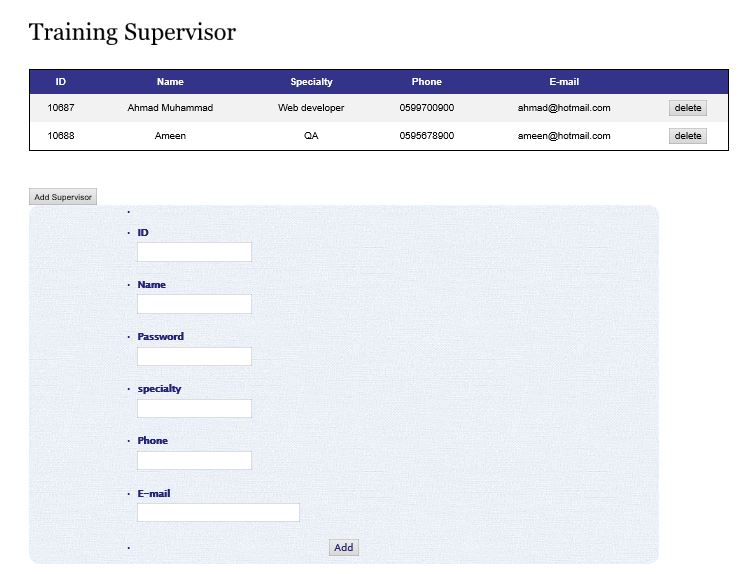 Training Supervisor
ID Name Specialty Phone E-mail
10687 Ahmad Muhammad Web developer 0599700900 ahmad@hotmail.com delete
10688 Ameen QA 0595678900 ameen@hotmail.com delete
Add Supervisor
ID
Name
Password
specialty
Phone
E-mail
Add